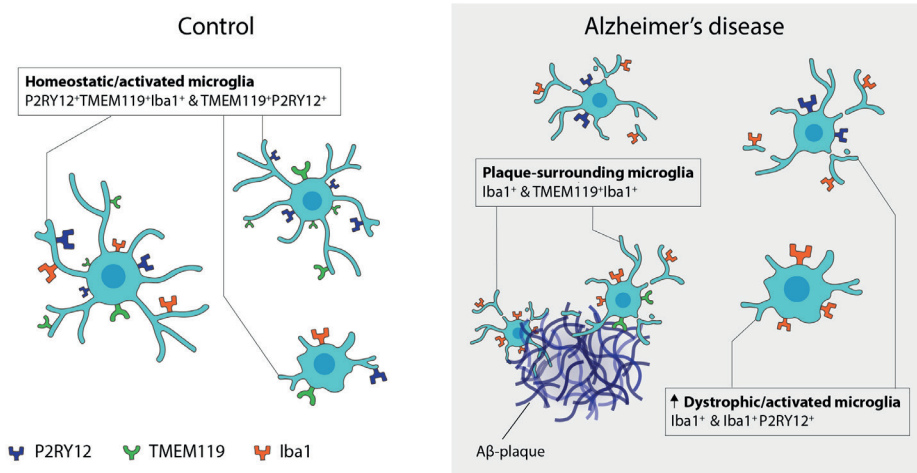 Control
Homeostatic/activated microglia
P2RY12⁺TMEM119⁺Iba1⁺ & TMEM119⁺P2RY12⁺
P2RY12
TMEM119
Iba1
Alzheimer's disease
Plaque-surrounding microglia
Iba1⁺ & TMEM119⁺Iba1⁺
Aβ-plaque
↑ Dystrophic/activated microglia
Iba1⁺ & Iba1⁺P2RY12⁺